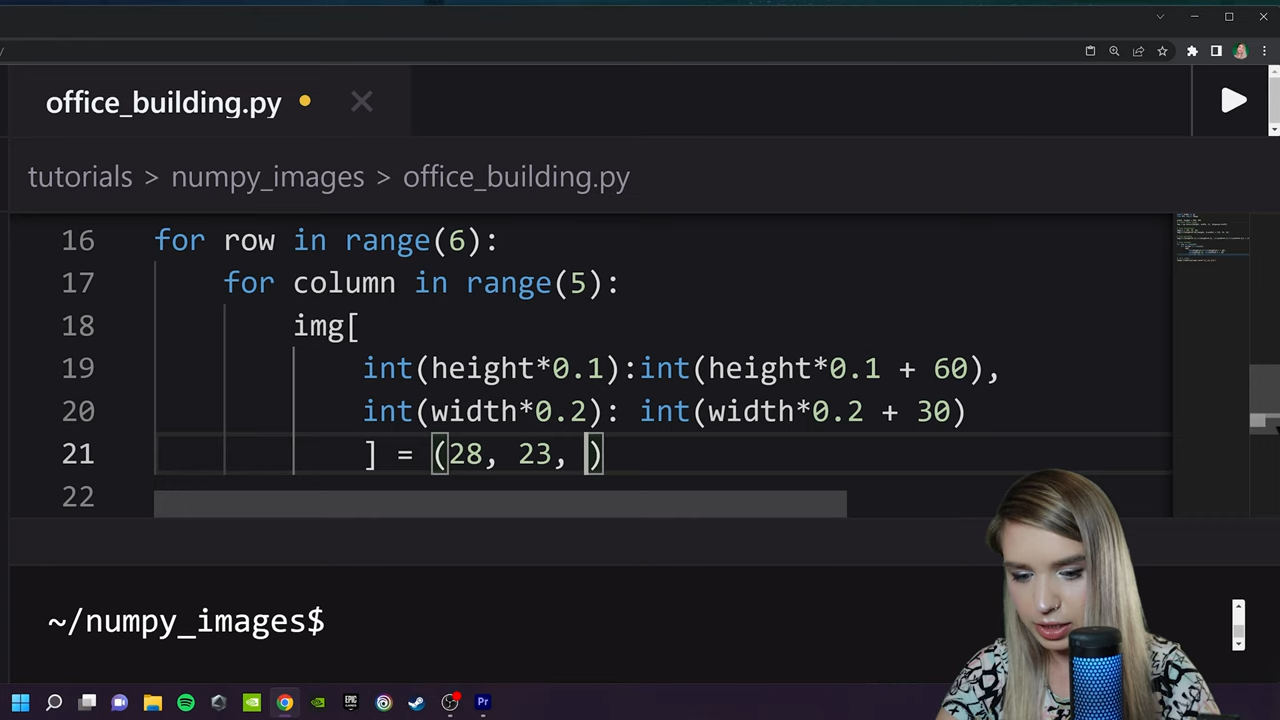 office_building.py
tutorials > numpy_images > office_building.py
16 for row in range(6):
17 for column in range(5):
18 img[
19 int(height*0.1):int(height*0.1 + 60),
20 int(width*0.2): int(width*0.2 + 30)
21 ] = (28, 23, )
22
~/numpy_images$
EPIC
Pr